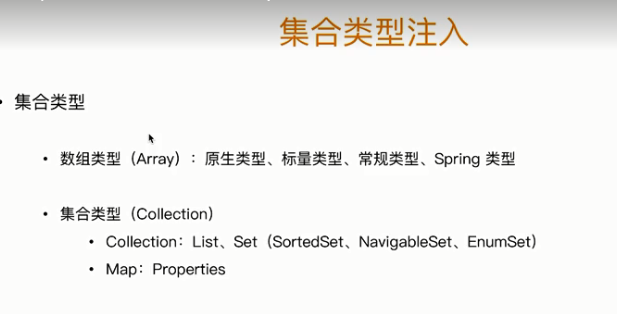 集合类型注入
• 集合类型
• 数组类型（Array）：原生类型、标量类型、常规类型、Spring 类型
• 集合类型（Collection）
• Collection：List、Set（SortedSet、NavigableSet、EnumSet）
• Map：Properties